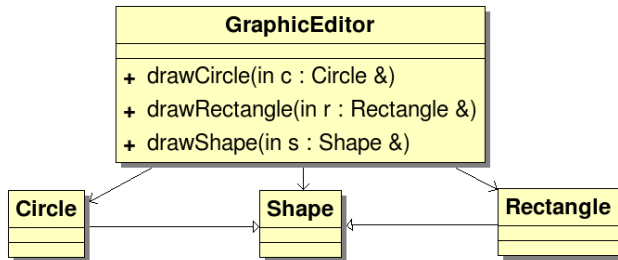 GraphicEditor
+ drawCircle(in c : Circle &)
+ drawRectangle(in r : Rectangle &)
+ drawShape(in s : Shape &)
Circle
Shape
Rectangle